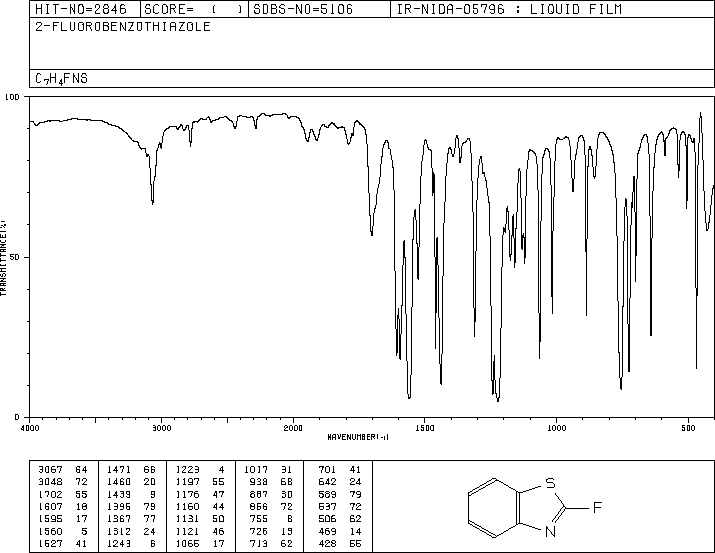 HIT-NO=2846 SCORE= ( ) SDBS-NO=5106 IR-NIDA-05796 : LIQUID FILM
2-FLUOROBENZOTHIAZOLE
C7H4FNS
100
50
0
TRANSMITTANCE(%)
4000 3000 2000 1500 1000 500
WAVENUMBER(-1)
3067 64 1471 66 1223 4 1017 31 701 41
3048 72 1460 20 1197 55 938 68 642 24
1702 55 1439 9 1176 47 887 30 589 79
1607 18 1396 79 1160 44 856 72 537 72
1595 17 1367 77 1131 50 755 8 506 62
1560 5 1312 24 1121 46 726 13 469 14
1527 41 1243 6 1065 17 713 62 428 55
S
F
N